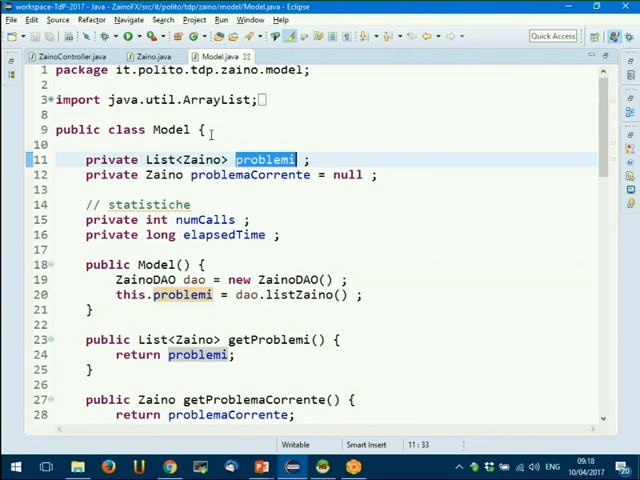 workspace-TdP-2017 - Java - ZainoFX/src/it/polito/tdp/zaino/model/Model.java - Eclipse
File Edit Source Refactor Navigate Search Project Run Window Help
Quick Access
ZainoController.java Zaino.java Model.java
1 package it.polito.tdp.zaino.model;
2
3 import java.util.ArrayList;
8
9 public class Model {
10
11 private List<Zaino> problemi ;
12 private Zaino problemaCorrente = null ;
13
14 // statistiche
15 private int numCalls ;
16 private long elapsedTime ;
17
18 public Model() {
19 ZainoDAO dao = new ZainoDAO() ;
20 this.problemi = dao.listZaino() ;
21 }
22
23 public List<Zaino> getProblemi() {
24 return problemi;
25 }
26
27 public Zaino getProblemaCorrente() {
28 return problemaCorrente;
Writable Smart Insert 11 : 33
ENG
09:18
10/04/2017
20